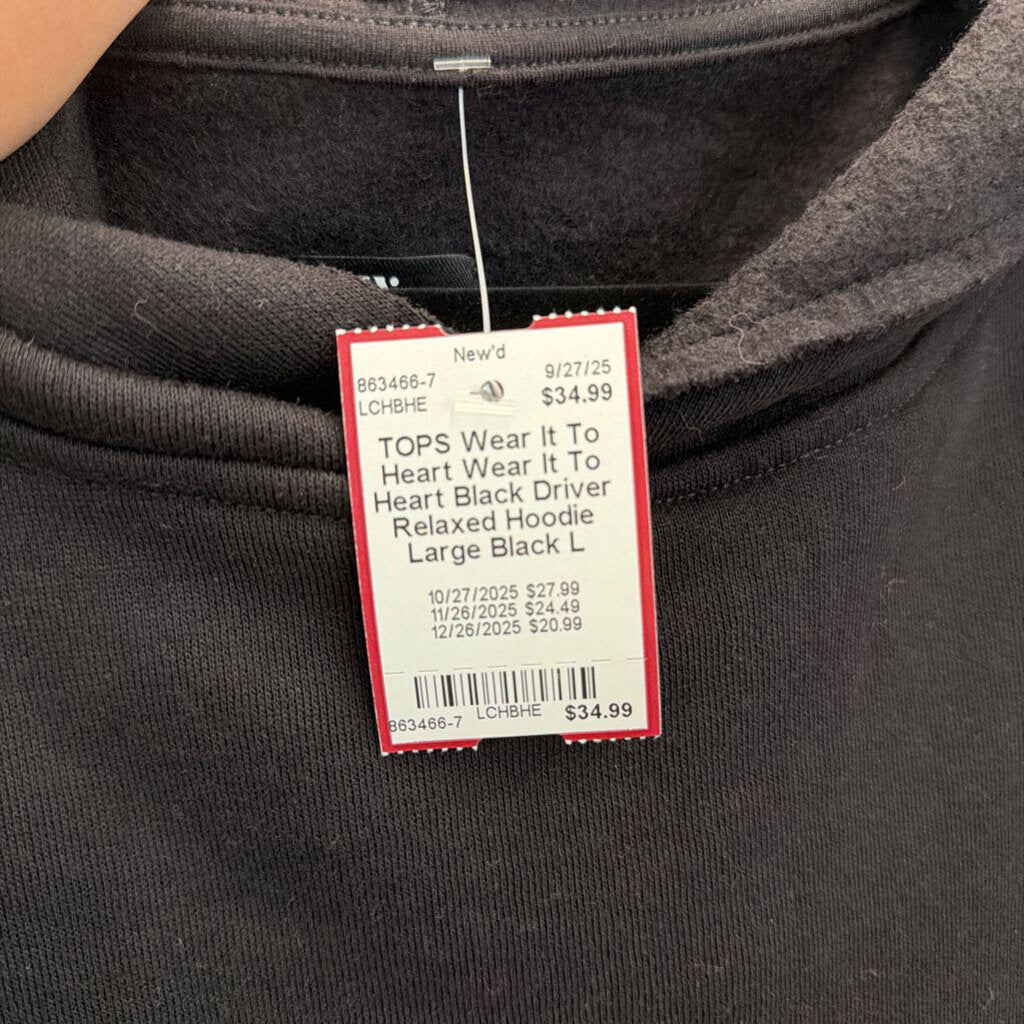 New'd
863466-7 9/27/25
LCHBHE $34.99
TOPS Wear It To
Heart Wear It To
Heart Black Driver
Relaxed Hoodie
Large Black L
10/27/2025 $27.99
11/26/2025 $24.49
12/26/2025 $20.99
863466-7 LCHBHE $34.99